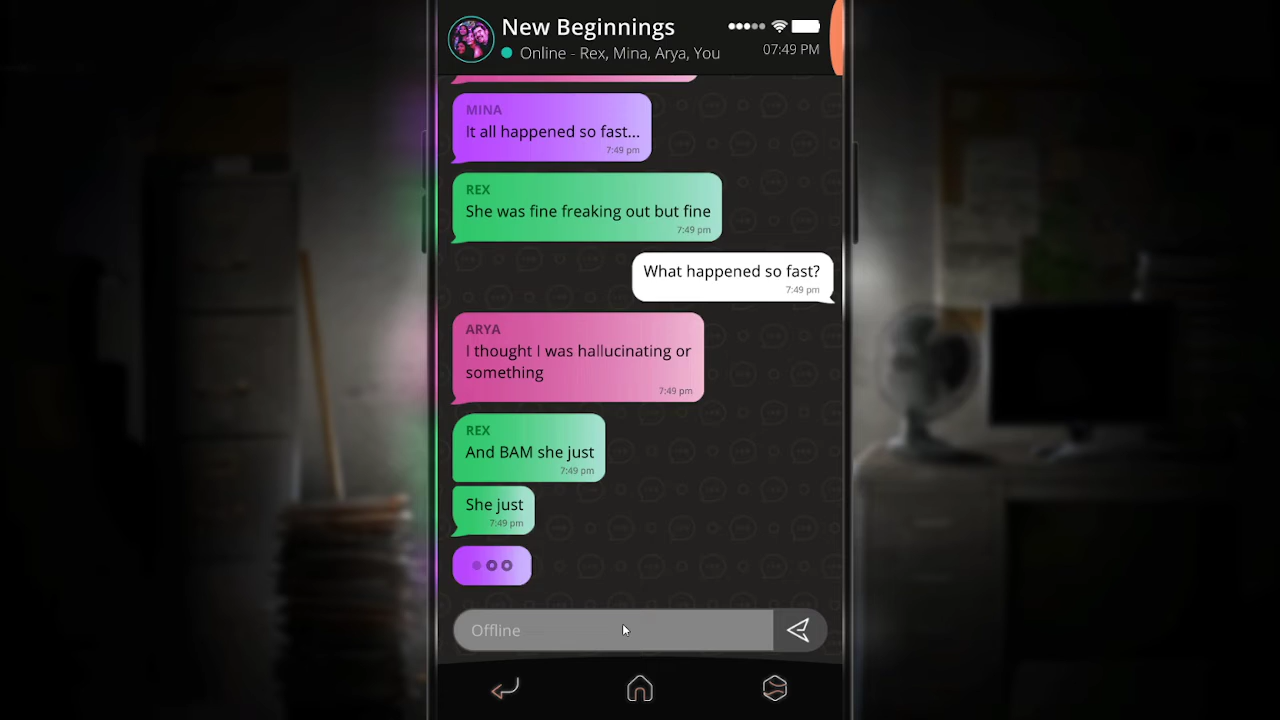 New Beginnings
07:49 PM
Online - Rex, Mina, Arya, You
MINA
It all happened so fast...
7:49 pm
REX
She was fine freaking out but fine
7:49 pm
What happened so fast?
7:49 pm
ARYA
I thought I was hallucinating or
something
7:49 pm
REX
And BAM she just
7:49 pm
She just
7:49 pm
Offline